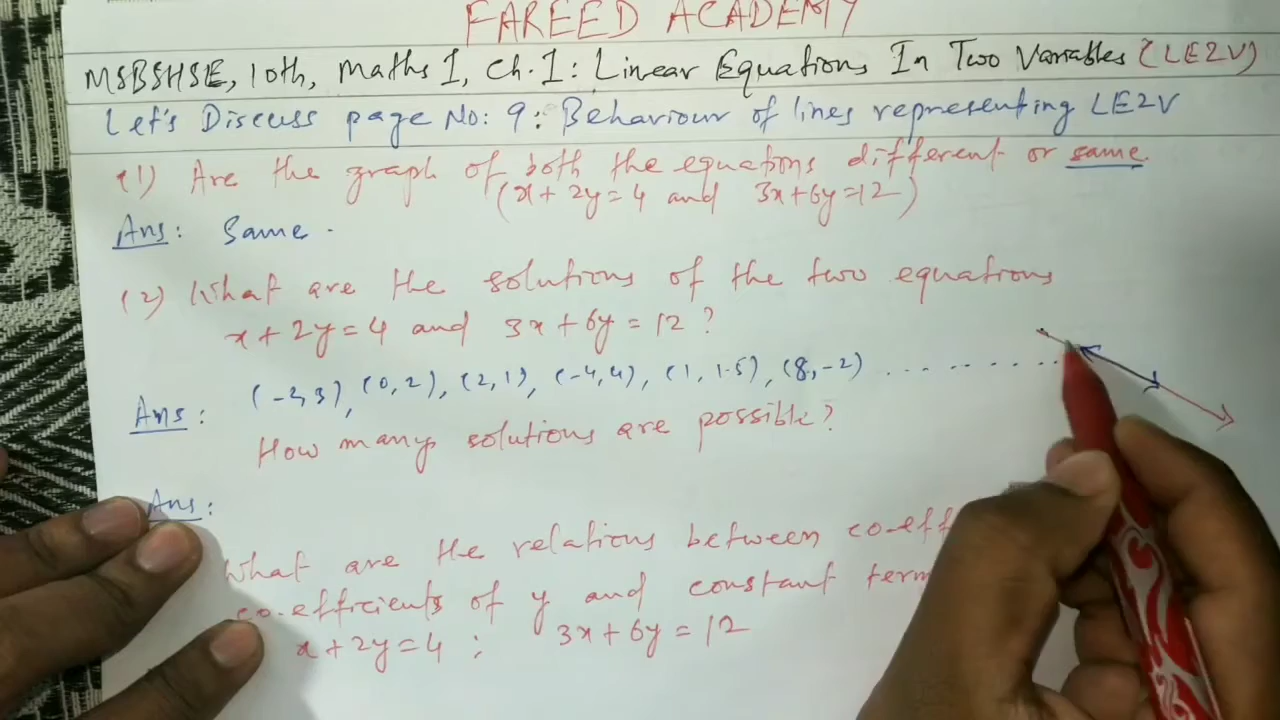 FAREED ACADEMY
MSBSHSE, 10th, Maths I, Ch. I: Linear Equations In Two Variables (LE2V)
Let's Discuss page No: 9: Behaviour of lines representing LE2V
(1) Are the graph of both the equations different or same.
(x+2y=4 and 3x+6y=12)
Ans: Same.
(2) What are the solutions of the two equations
x+2y=4 and 3x+6y=12?
Ans: (-2,3), (0,2), (2,1), (-4,4), (1,1.5), (8,-2) ........
How many solutions are possible?
Ans:
What are the relations between
co-efficients of y and constant
x+2y=4; 3x+6y=12